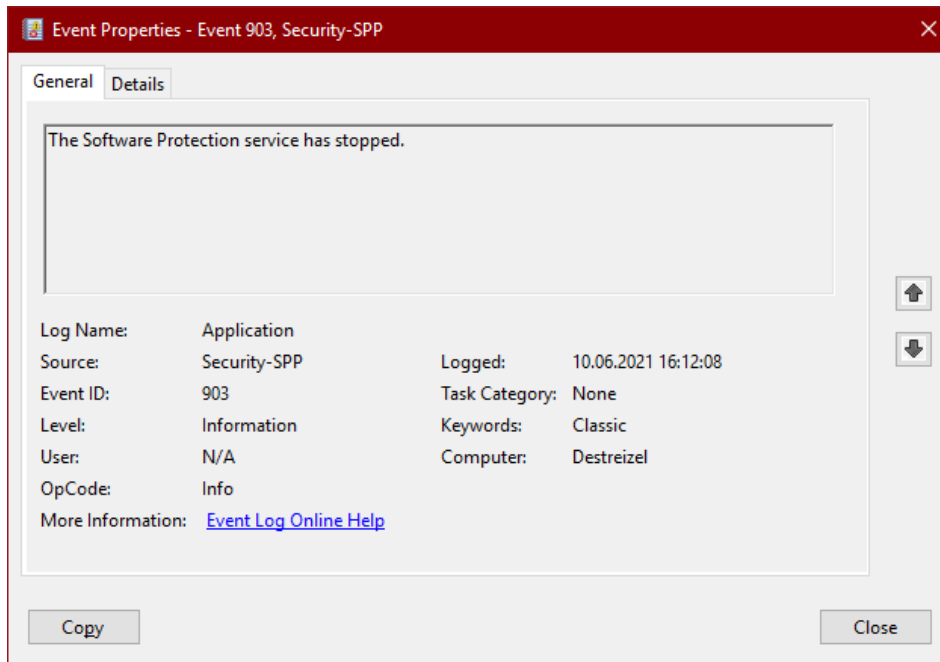 Event Properties - Event 903, Security-SPP
General Details
The Software Protection service has stopped.
Log Name: Application
Source: Security-SPP Logged: 10.06.2021 16:12:08
Event ID: 903 Task Category: None
Level: Information Keywords: Classic
User: N/A Computer: Destreizel
OpCode: Info
More Information: Event Log Online Help
Copy Close